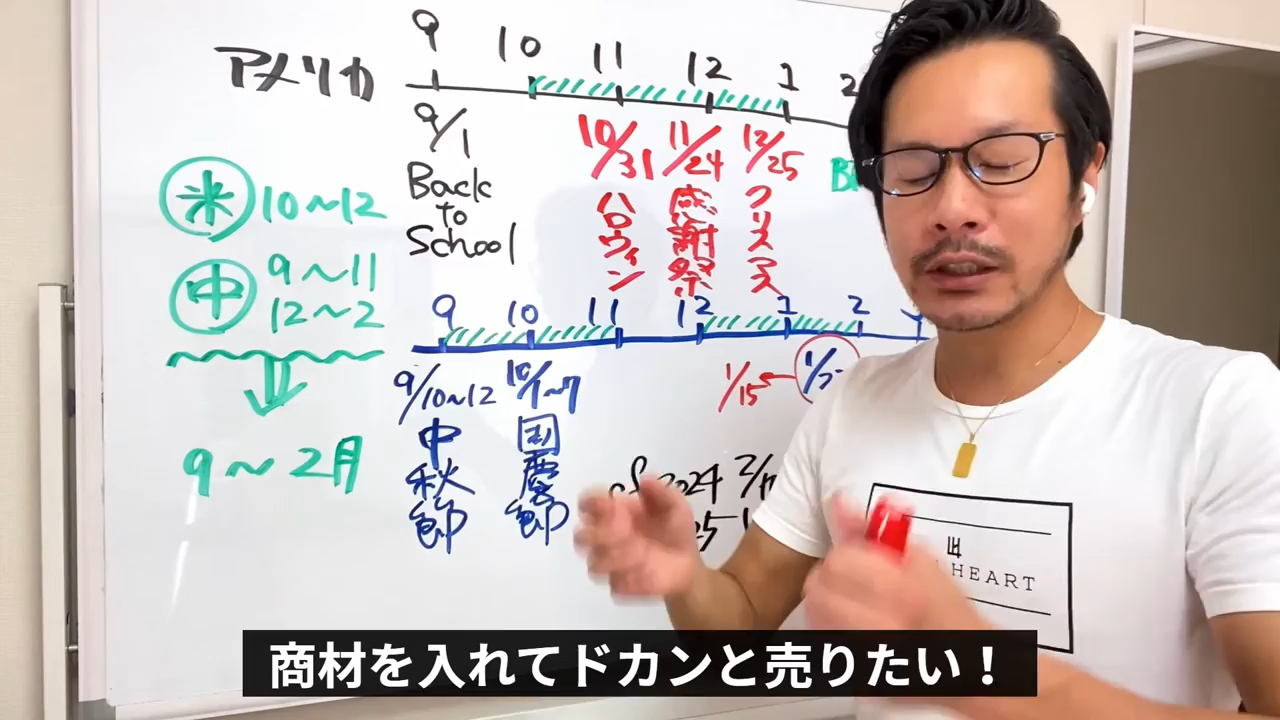 アメリカ
9 10 11 12 1 2
9/1 10/31 11/24 12/25
Back
to
School
ハロウィン
感謝祭
クリスマス
米 10～12
中 9～11
12～2
9～2月
9 10 11 12 1 2
9/10～12 10/1～7
中秋節
国慶節
1/15
2024
HEART
商材を入れてドカンと売りたい！